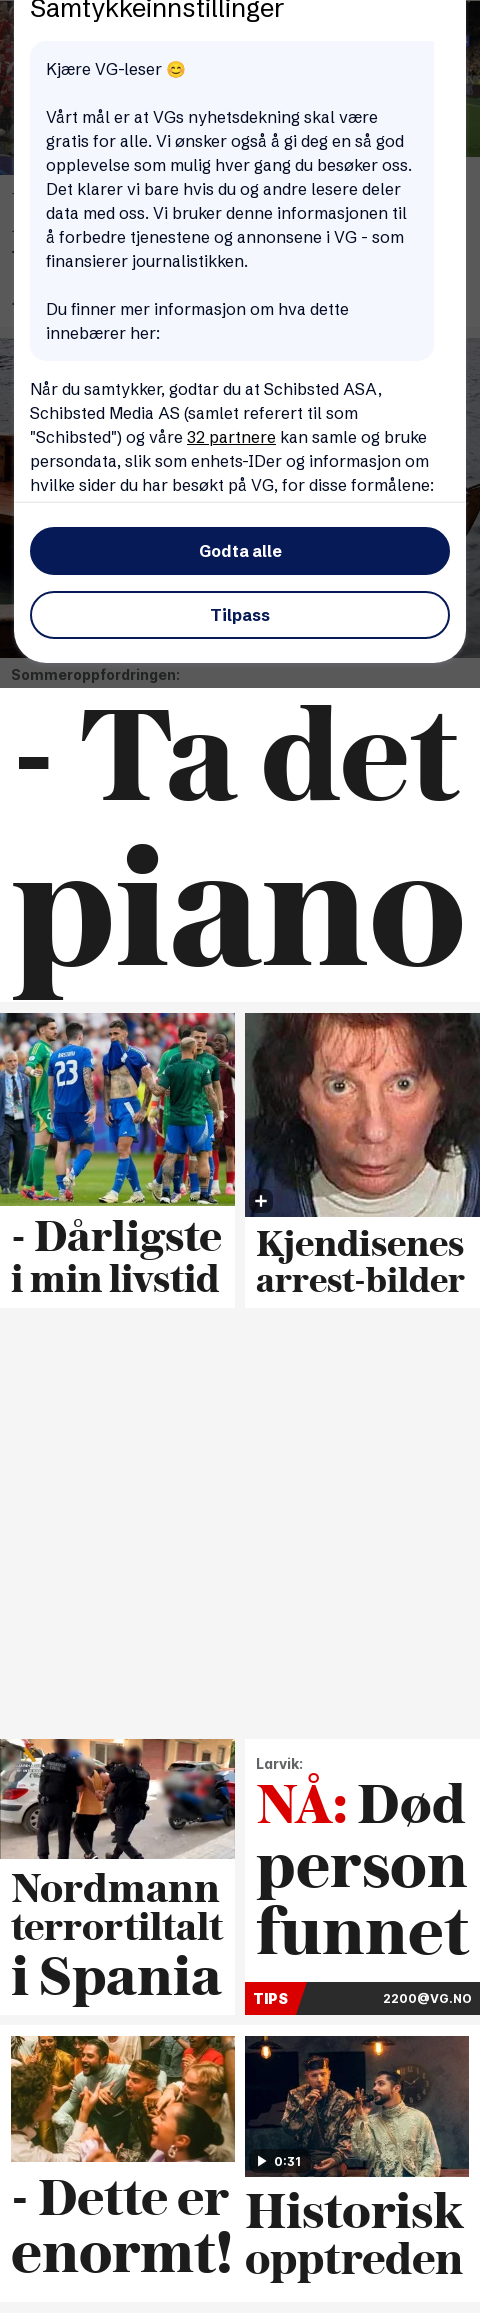 Samtykkeinnstillinger
Kjære VG-leser 😊
Vårt mål er at VGs nyhetsdekning skal være
gratis for alle. Vi ønsker også å gi deg en så god
opplevelse som mulig hver gang du besøker oss.
Det klarer vi bare hvis du og andre lesere deler
data med oss. Vi bruker denne informasjonen til
å forbedre tjenestene og annonsene i VG - som
finansierer journalistikken.
Du finner mer informasjon om hva dette
innebærer her:
Når du samtykker, godtar du at Schibsted ASA,
Schibsted Media AS (samlet referert til som
"Schibsted") og våre 32 partnere kan samle og bruke
persondata, slik som enhets-IDer og informasjon om
hvilke sider du har besøkt på VG, for disse formålene:
Godta alle
Tilpass
Sommeroppfordringen:
- Ta det
piano
23
- Dårligste
i min livstid
Kjendisenes
arrest-bilder
Nordmann
terrortiltalt
i Spania
Larvik:
NÅ: Død
person
funnet
TIPS 2200@VG.NO
0:31
- Dette er
enormt!
Historisk
opptreden